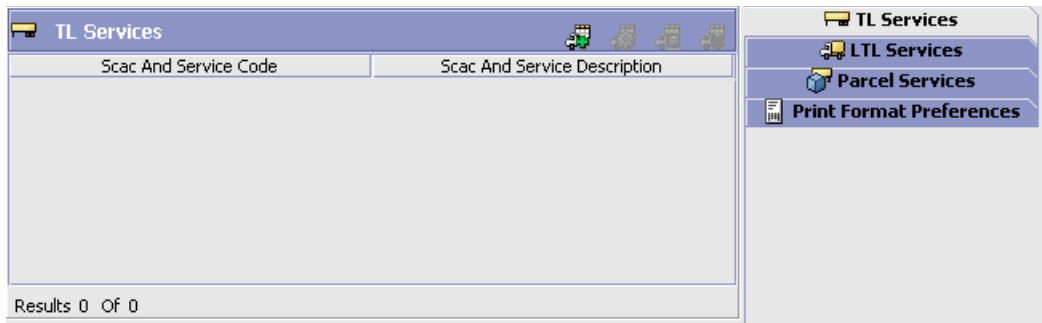 TL Services
Scac And Service Code
Scac And Service Description
Results 0 Of 0
TL Services
LTL Services
Parcel Services
Print Format Preferences